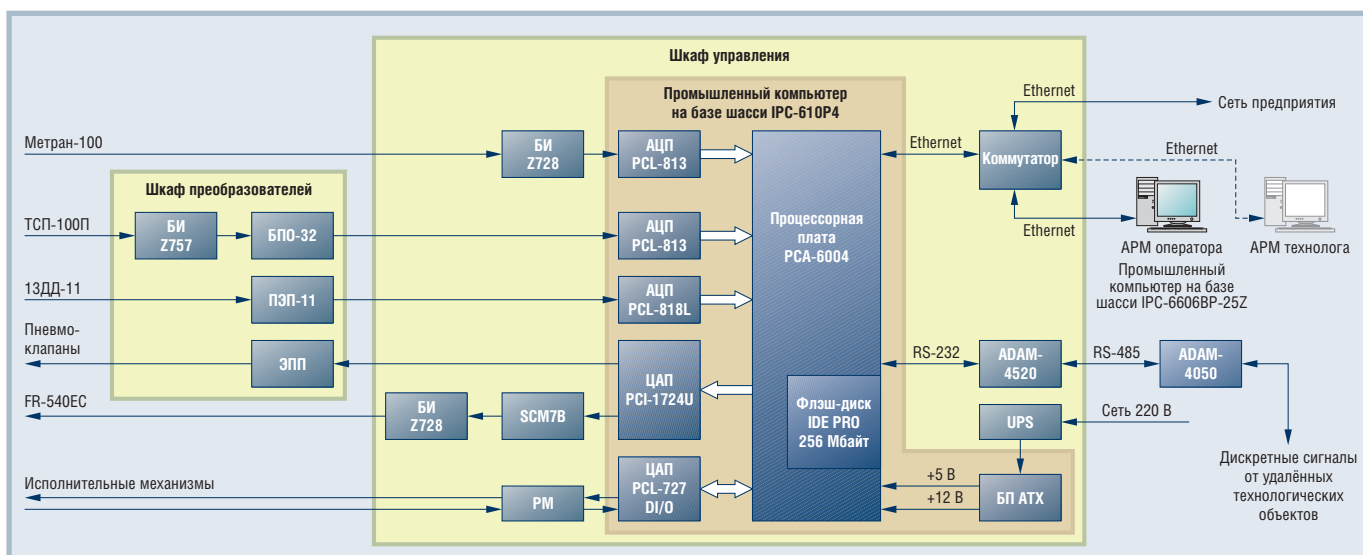 Шкаф управления
Промышленный компьютер
на базе шасси IPC-610P4
Метран-100
БИ
Z728
АЦП
PCL-813
Ethernet
Коммутатор
Ethernet
Сеть предприятия
Ethernet
Ethernet
АРМ оператора
Промышленный
компьютер на базе
шасси IPC-6606BP-25Z
АРМ технолога
Шкаф преобразователей
ТСП-100П
БИ
Z757
БПО-32
АЦП
PCL-813
Процессорная
плата
PCA-6004
13ДД-11
ПЭП-11
АЦП
PCL-818L
Пневмо-
клапаны
ЭПП
ЦАП
PCI-1724U
RS-232
ADAM-
4520
RS-485
ADAM-
4050
FR-540EC
БИ
Z728
SCM7B
Флэш-диск
IDE PRO
256 Мбайт
UPS
Сеть 220 В
Исполнительные механизмы
РМ
ЦАП
PCL-727
DI/O
+5 В
+12 В
БП ATX
Дискретные сигналы
от удалённых
технологических
объектов